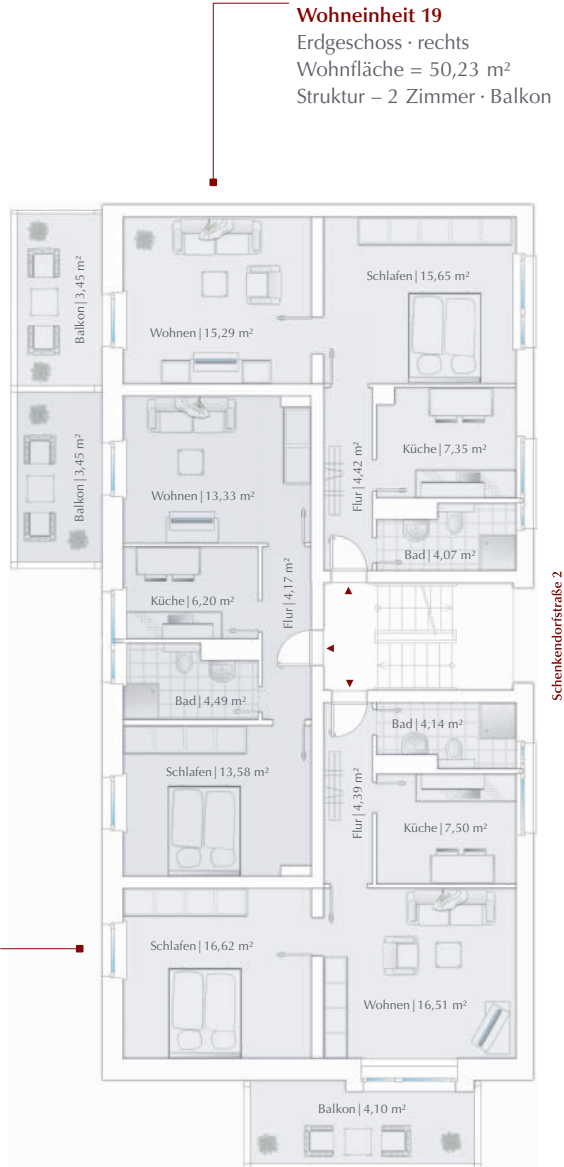 Wohneinheit 19
Erdgeschoss · rechts
Wohnfläche = 50,23 m²
Struktur – 2 Zimmer · Balkon
Balkon | 3,45 m²
Wohnen | 15,29 m²
Schlafen | 15,65 m²
Küche | 7,35 m²
Flur | 4,42 m²
Bad | 4,07 m²
Balkon | 3,45 m²
Wohnen | 13,33 m²
Küche | 6,20 m²
Flur | 4,17 m²
Bad | 4,49 m²
Schlafen | 13,58 m²
Schenkendorfstraße 2
Bad | 4,14 m²
Flur | 4,39 m²
Küche | 7,50 m²
Schlafen | 16,62 m²
Wohnen | 16,51 m²
Balkon | 4,10 m²